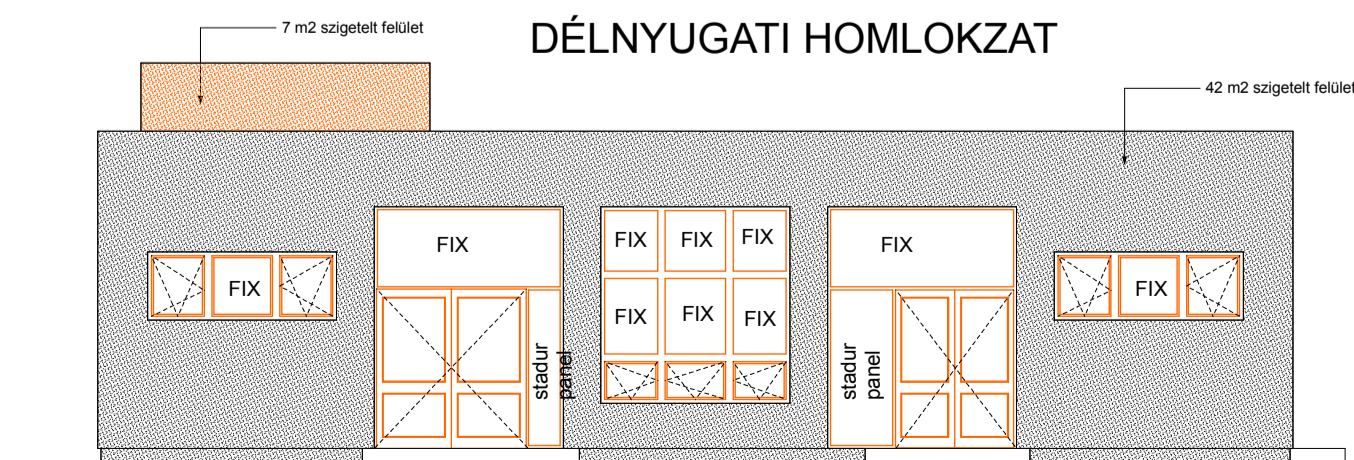 7 m2 szigetelt felület
DÉLNYUGATI HOMLOKZAT
42 m2 szigetelt felület
FIX
FIX
FIX
FIX
FIX
FIX
FIX
FIX
FIX
FIX
stadur
panel
stadur
panel